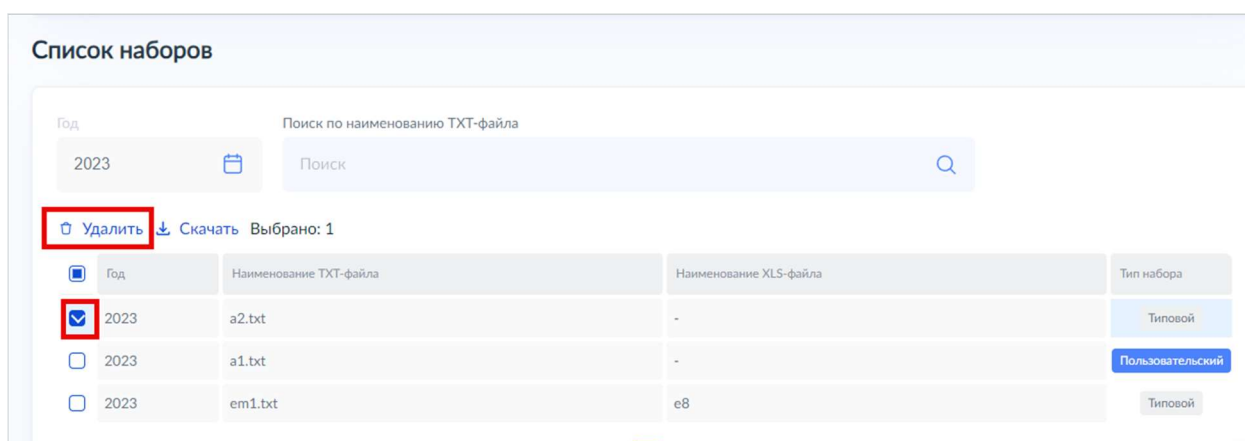 Список наборов
Год Поиск по наименованию TXT-файла
2023 Поиск
Удалить Скачать Выбрано: 1
Год Наименование TXT-файла Наименование XLS-файла Тип набора
2023 a2.txt - Типовой
2023 a1.txt - Пользовательский
2023 em1.txt e8 Типовой